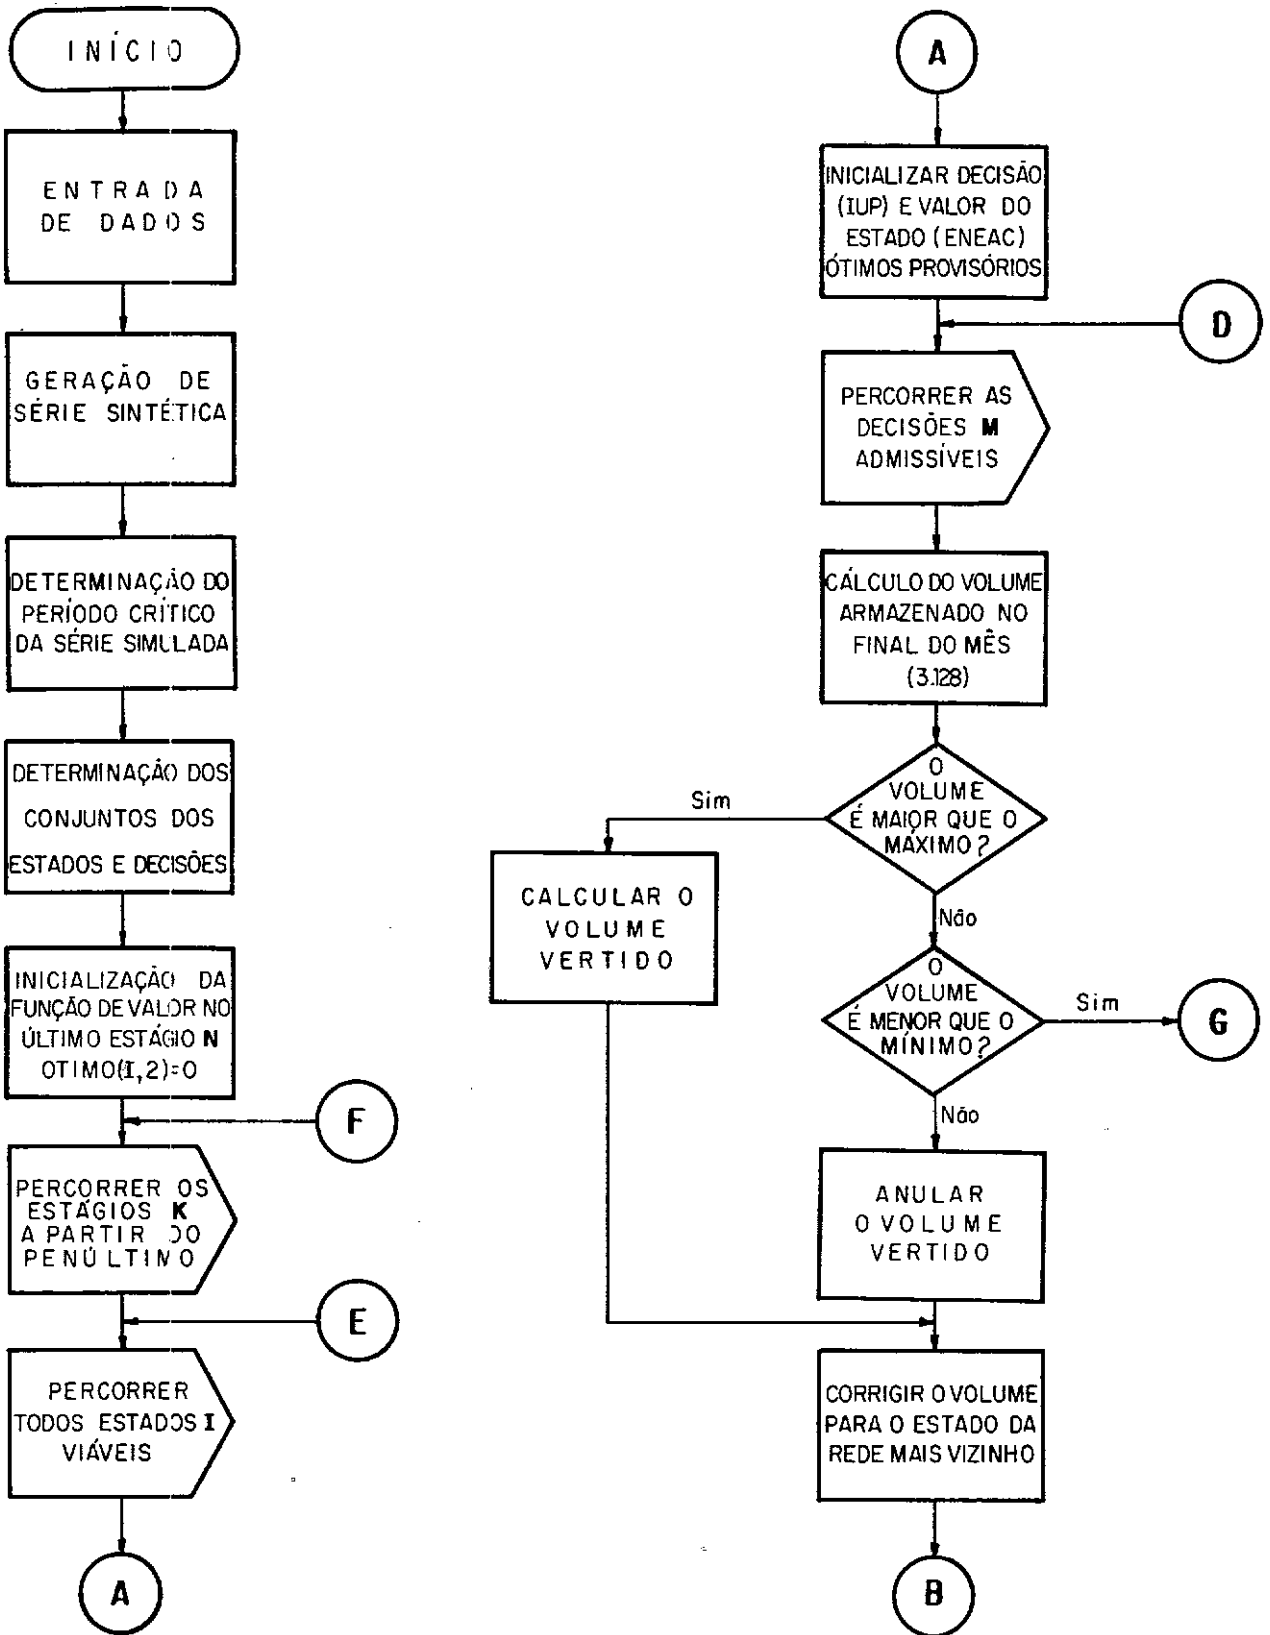 INÍCIO
ENTRADA
DE DADOS
GERAÇÃO DE
SÉRIE SINTÉTICA
DETERMINAÇÃO DO
PERÍODO CRÍTICO
DA SÉRIE SIMULADA
DETERMINAÇÃO DOS
CONJUNTOS DOS
ESTADOS E DECISÕES
INICIALIZAÇÃO DA
FUNÇÃO DE VALOR NO
ÚLTIMO ESTÁGIO N
OTIMO(I,2)=0
F
PERCORRER OS
ESTÁGIOS K
A PARTIR DO
PENÚLTIMO
E
PERCORRER
TODOS ESTADOS I
VIÁVEIS
A
A
INICIALIZAR DECISÃO
(IUP) E VALOR DO
ESTADO (ENEAC)
ÓTIMOS PROVISÓRIOS
D
PERCORRER AS
DECISÕES M
ADMISSÍVEIS
CÁLCULO DO VOLUME
ARMAZENADO NO
FINAL DO MÊS
(3.128)
O
VOLUME
É MAIOR QUE O
MÁXIMO?
Sim
CALCULAR O
VOLUME
VERTIDO
Não
O
VOLUME
É MENOR QUE O
MÍNIMO?
Sim
G
Não
ANULAR
O VOLUME
VERTIDO
CORRIGIR O VOLUME
PARA O ESTADO DA
REDE MAIS VIZINHO
B